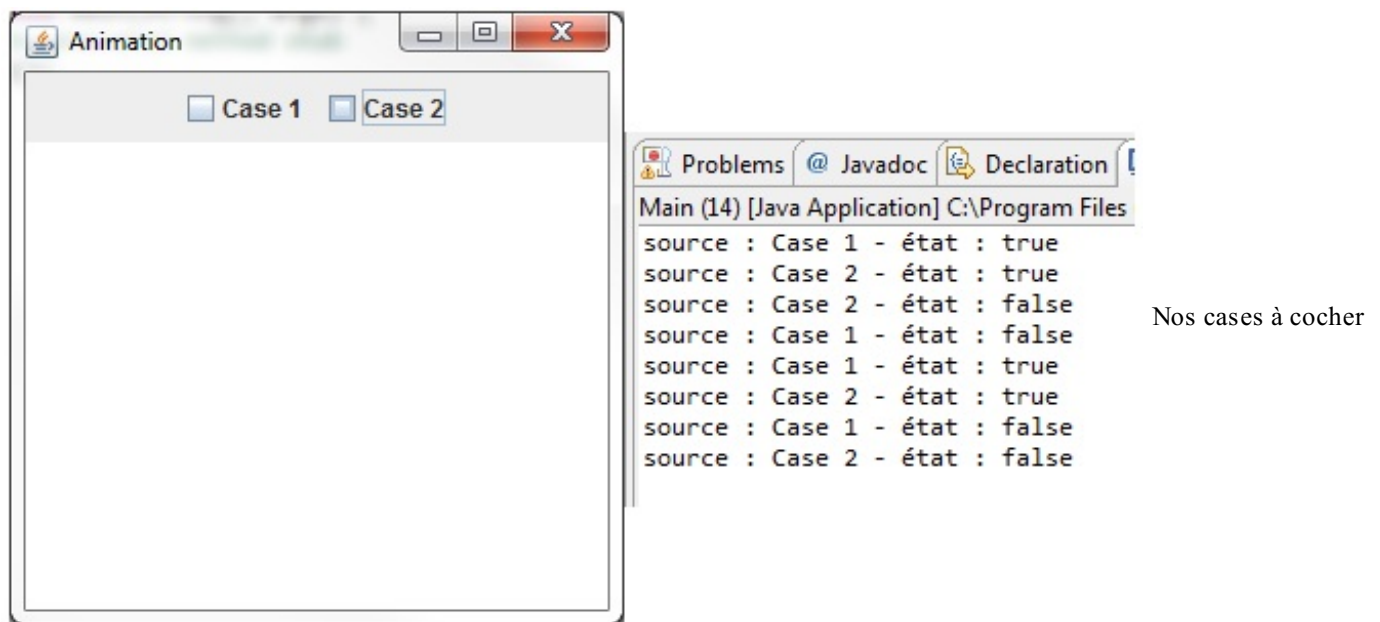 Animation
Case 1 Case 2
Problems @ Javadoc Declaration
Main (14) [Java Application] C:\Program Files
source : Case 1 - état : true
source : Case 2 - état : true
source : Case 2 - état : false
source : Case 1 - état : false
source : Case 1 - état : true
source : Case 2 - état : true
source : Case 1 - état : false
source : Case 2 - état : false
Nos cases à cocher